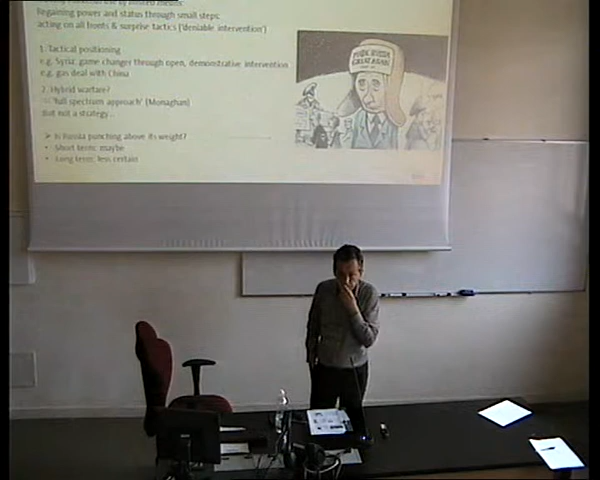 Regaining power and status through small steps:
acting on all fronts & surprise tactics ('deniable intervention')
1. Tactical positioning
e.g. Syria: game changer through open, demonstrative intervention
e.g. gas deal with China
2. Hybrid warfare?
'full spectrum approach' (Monaghan)
But not a strategy...
➢ Is Russia punching above its weight?
• Short term: maybe
• Long term: less certain
MAKE RUSSIA
GREAT AGAIN